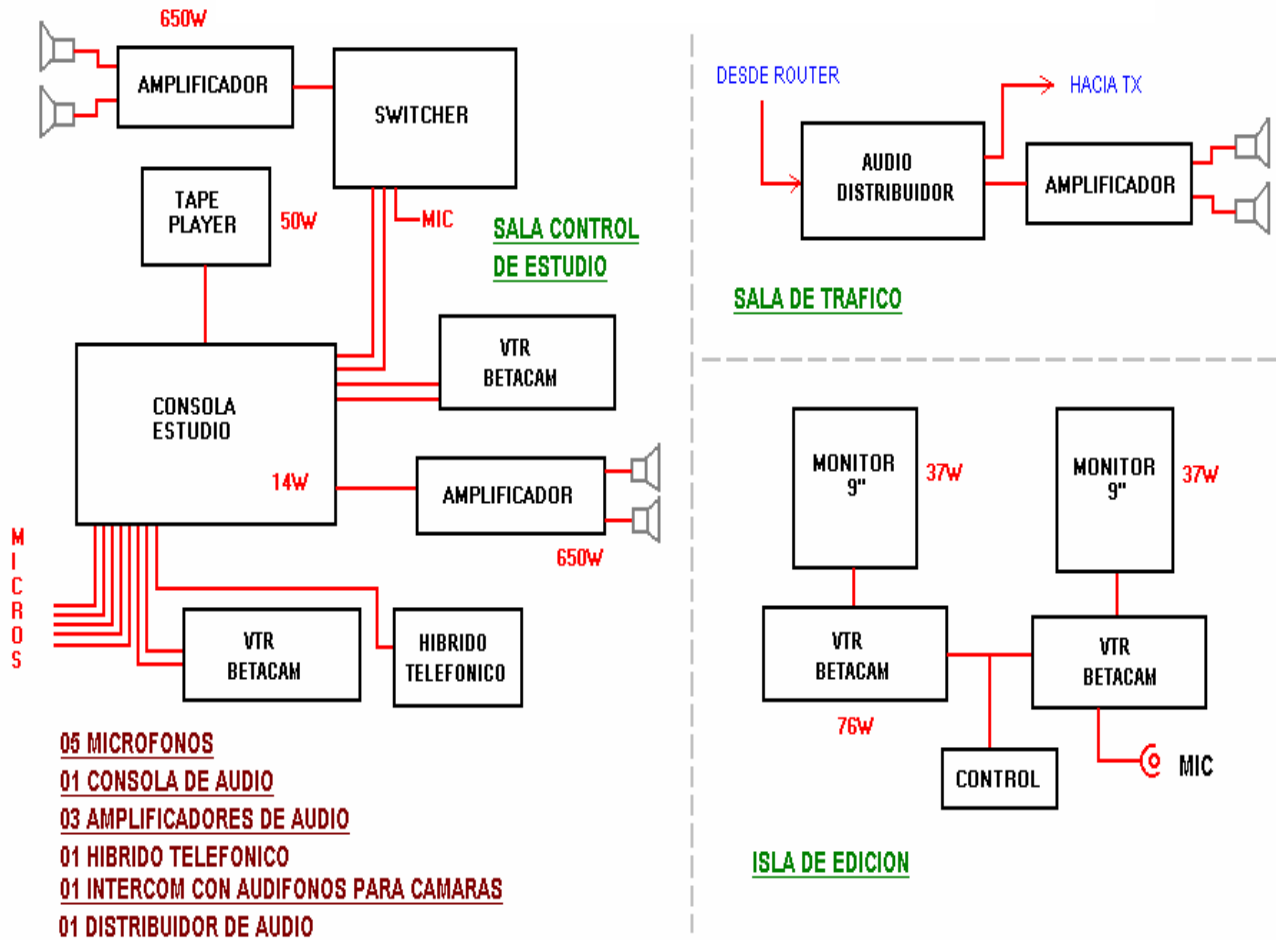 650W
AMPLIFICADOR
SWITCHER
TAPE
PLAYER
50W
MIC
SALA CONTROL
DE ESTUDIO
VTR
BETACAM
CONSOLA
ESTUDIO
14W
AMPLIFICADOR
650W
MICROS
VTR
BETACAM
HIBRIDO
TELEFONICO
05 MICROFONOS
01 CONSOLA DE AUDIO
03 AMPLIFICADORES DE AUDIO
01 HIBRIDO TELEFONICO
01 INTERCOM CON AUDIFONOS PARA CAMARAS
01 DISTRIBUIDOR DE AUDIO
DESDE ROUTER
HACIA TX
AUDIO
DISTRIBUIDOR
AMPLIFICADOR
SALA DE TRAFICO
MONITOR
9"
37W
MONITOR
9"
37W
VTR
BETACAM
76W
VTR
BETACAM
CONTROL
MIC
ISLA DE EDICION